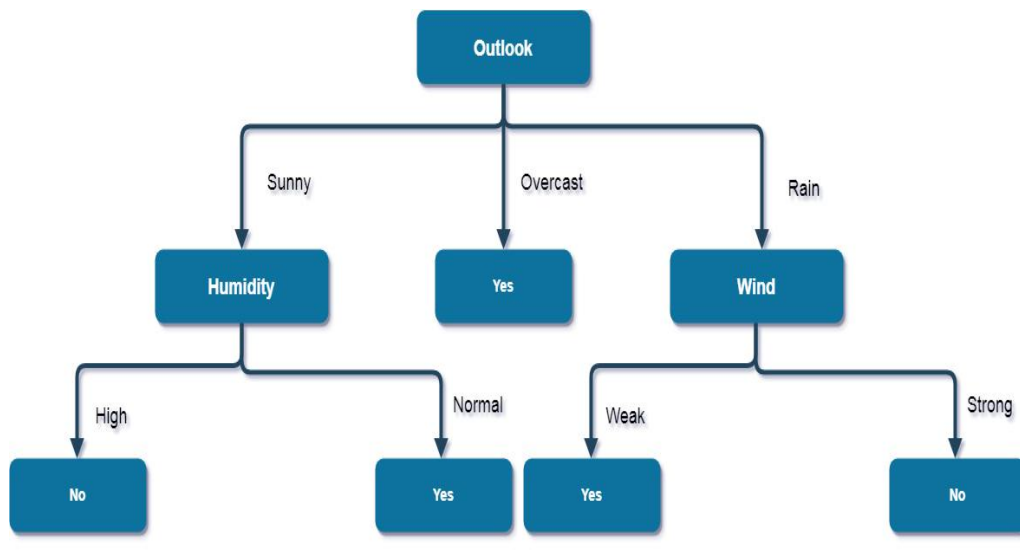 Outlook
Sunny
Overcast
Rain
Humidity
Yes
Wind
High
Normal
Weak
Strong
No
Yes
Yes
No